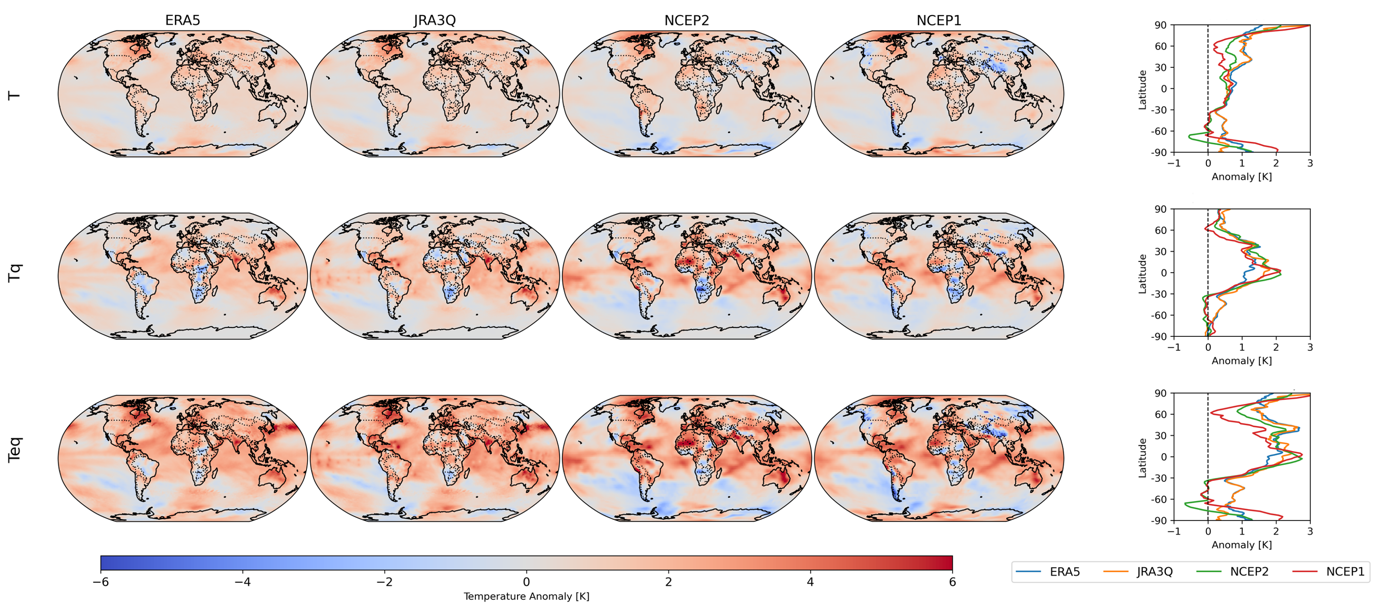 ERA5 JRA3Q NCEP2 NCEP1
T
90
60
30
0
-30
-60
-90
Latitude
−1 0 1 2 3
Anomaly [K]
Tq
90
60
30
0
-30
-60
-90
Latitude
−1 0 1 2 3
Anomaly [K]
Teq
90
60
30
0
-30
-60
-90
Latitude
−1 0 1 2 3
Anomaly [K]
−6 −4 −2 0 2 4 6
Temperature Anomaly [K]
ERA5 JRA3Q NCEP2 NCEP1